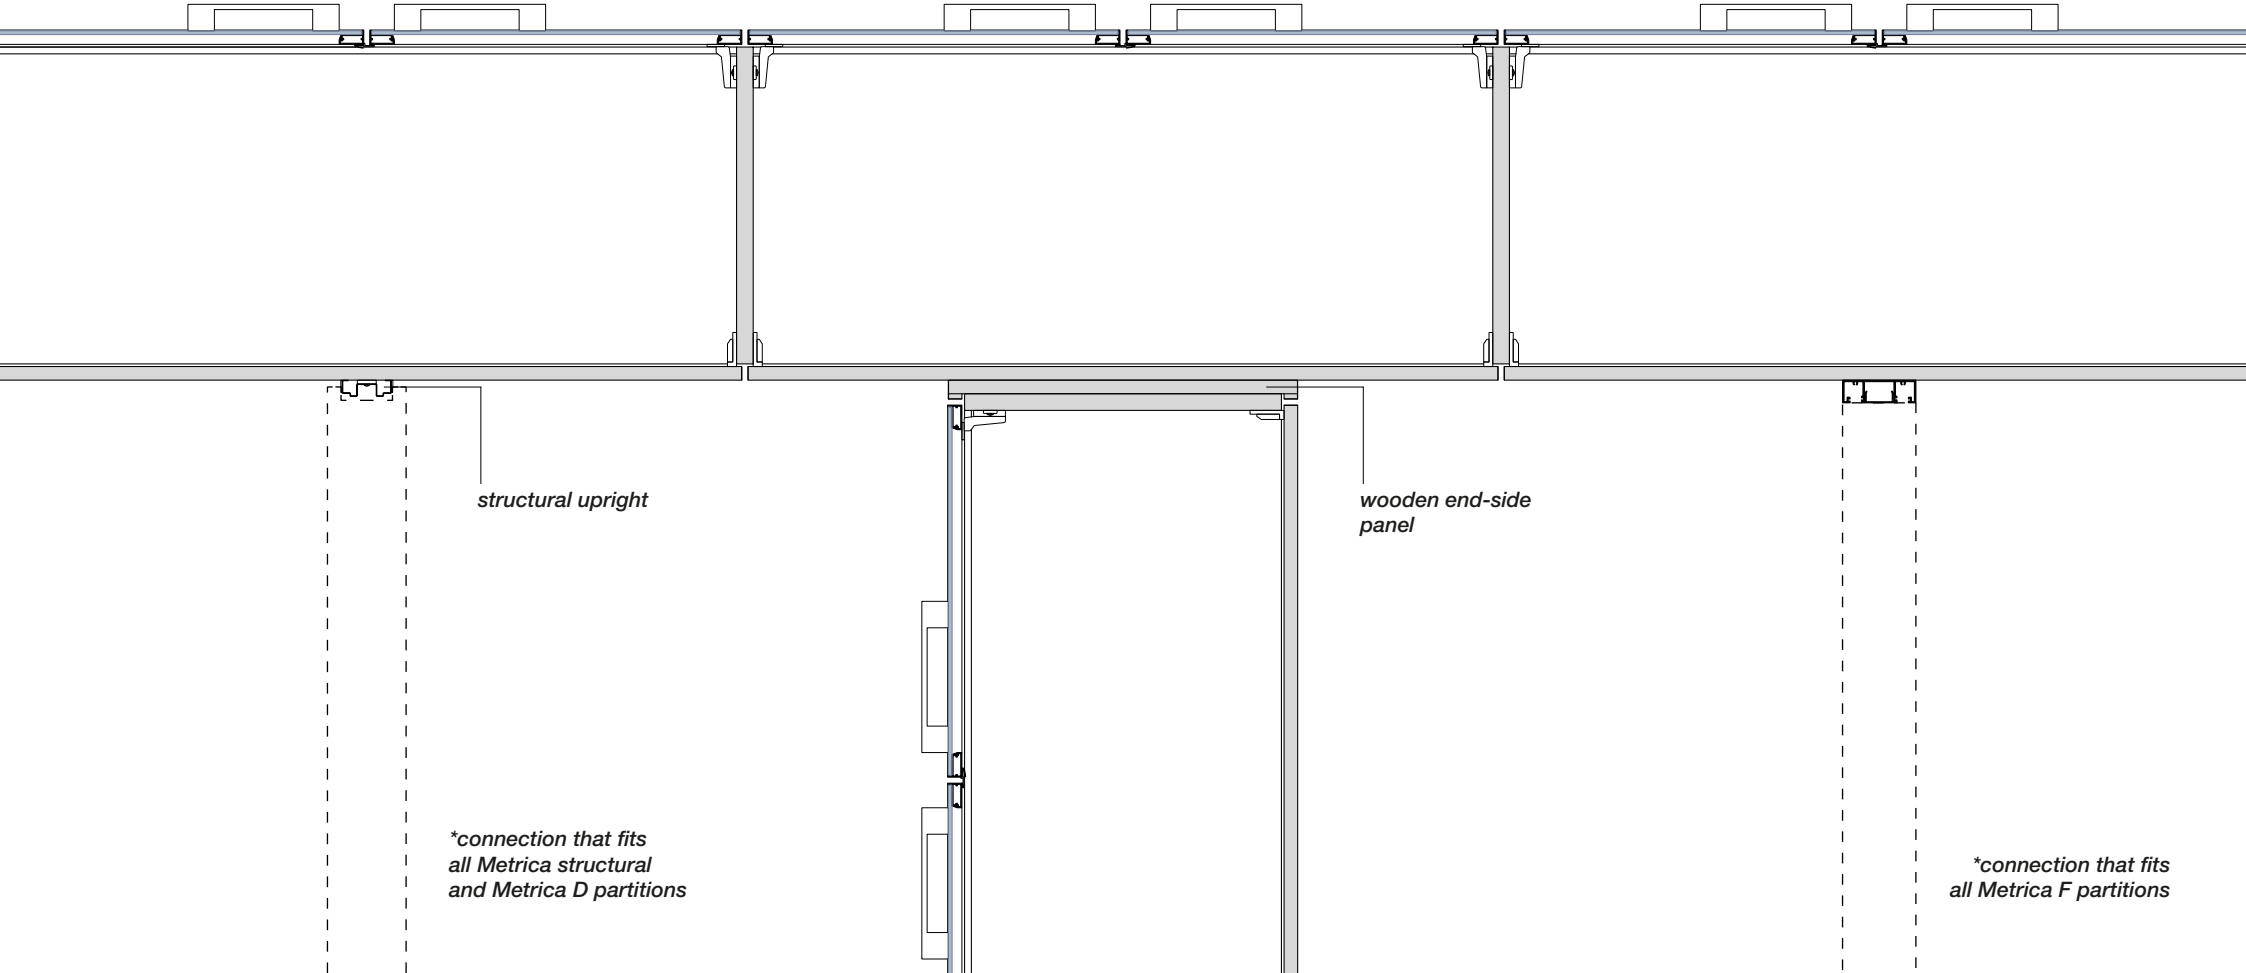 structural upright
wooden end-side
panel
*connection that fits
all Metrica structural
and Metrica D partitions
*connection that fits
all Metrica F partitions